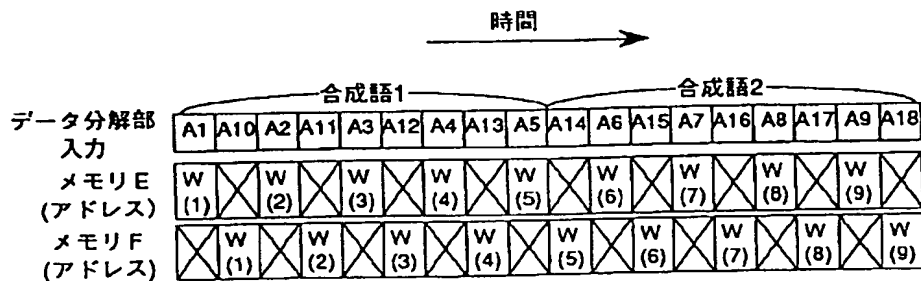 時間
合成語1 合成語2
データ分解部 A1 A10 A2 A11 A3 A12 A4 A13 A5 A14 A6 A15 A7 A16 A8 A17 A9 A18
入力
メモリE W W W W W W W W W
(アドレス) (1) (2) (3) (4) (5) (6) (7) (8) (9)
メモリF W W W W W W W W W
(アドレス) (1) (2) (3) (4) (5) (6) (7) (8) (9)